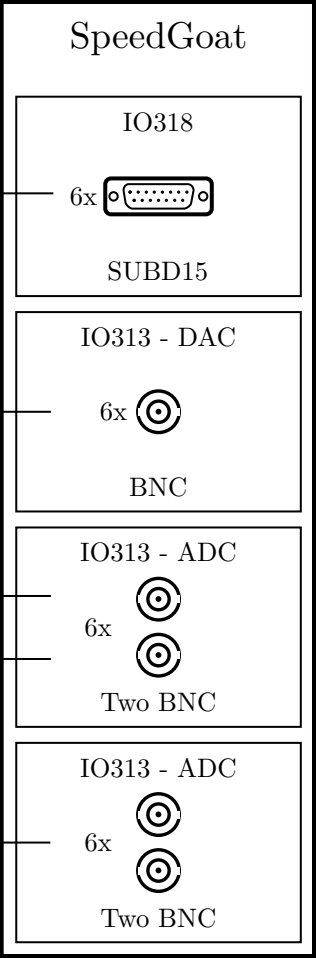 SpeedGoat
IO318
6x
SUBD15
IO313 - DAC
6x
BNC
IO313 - ADC
6x
Two BNC
IO313 - ADC
6x
Two BNC